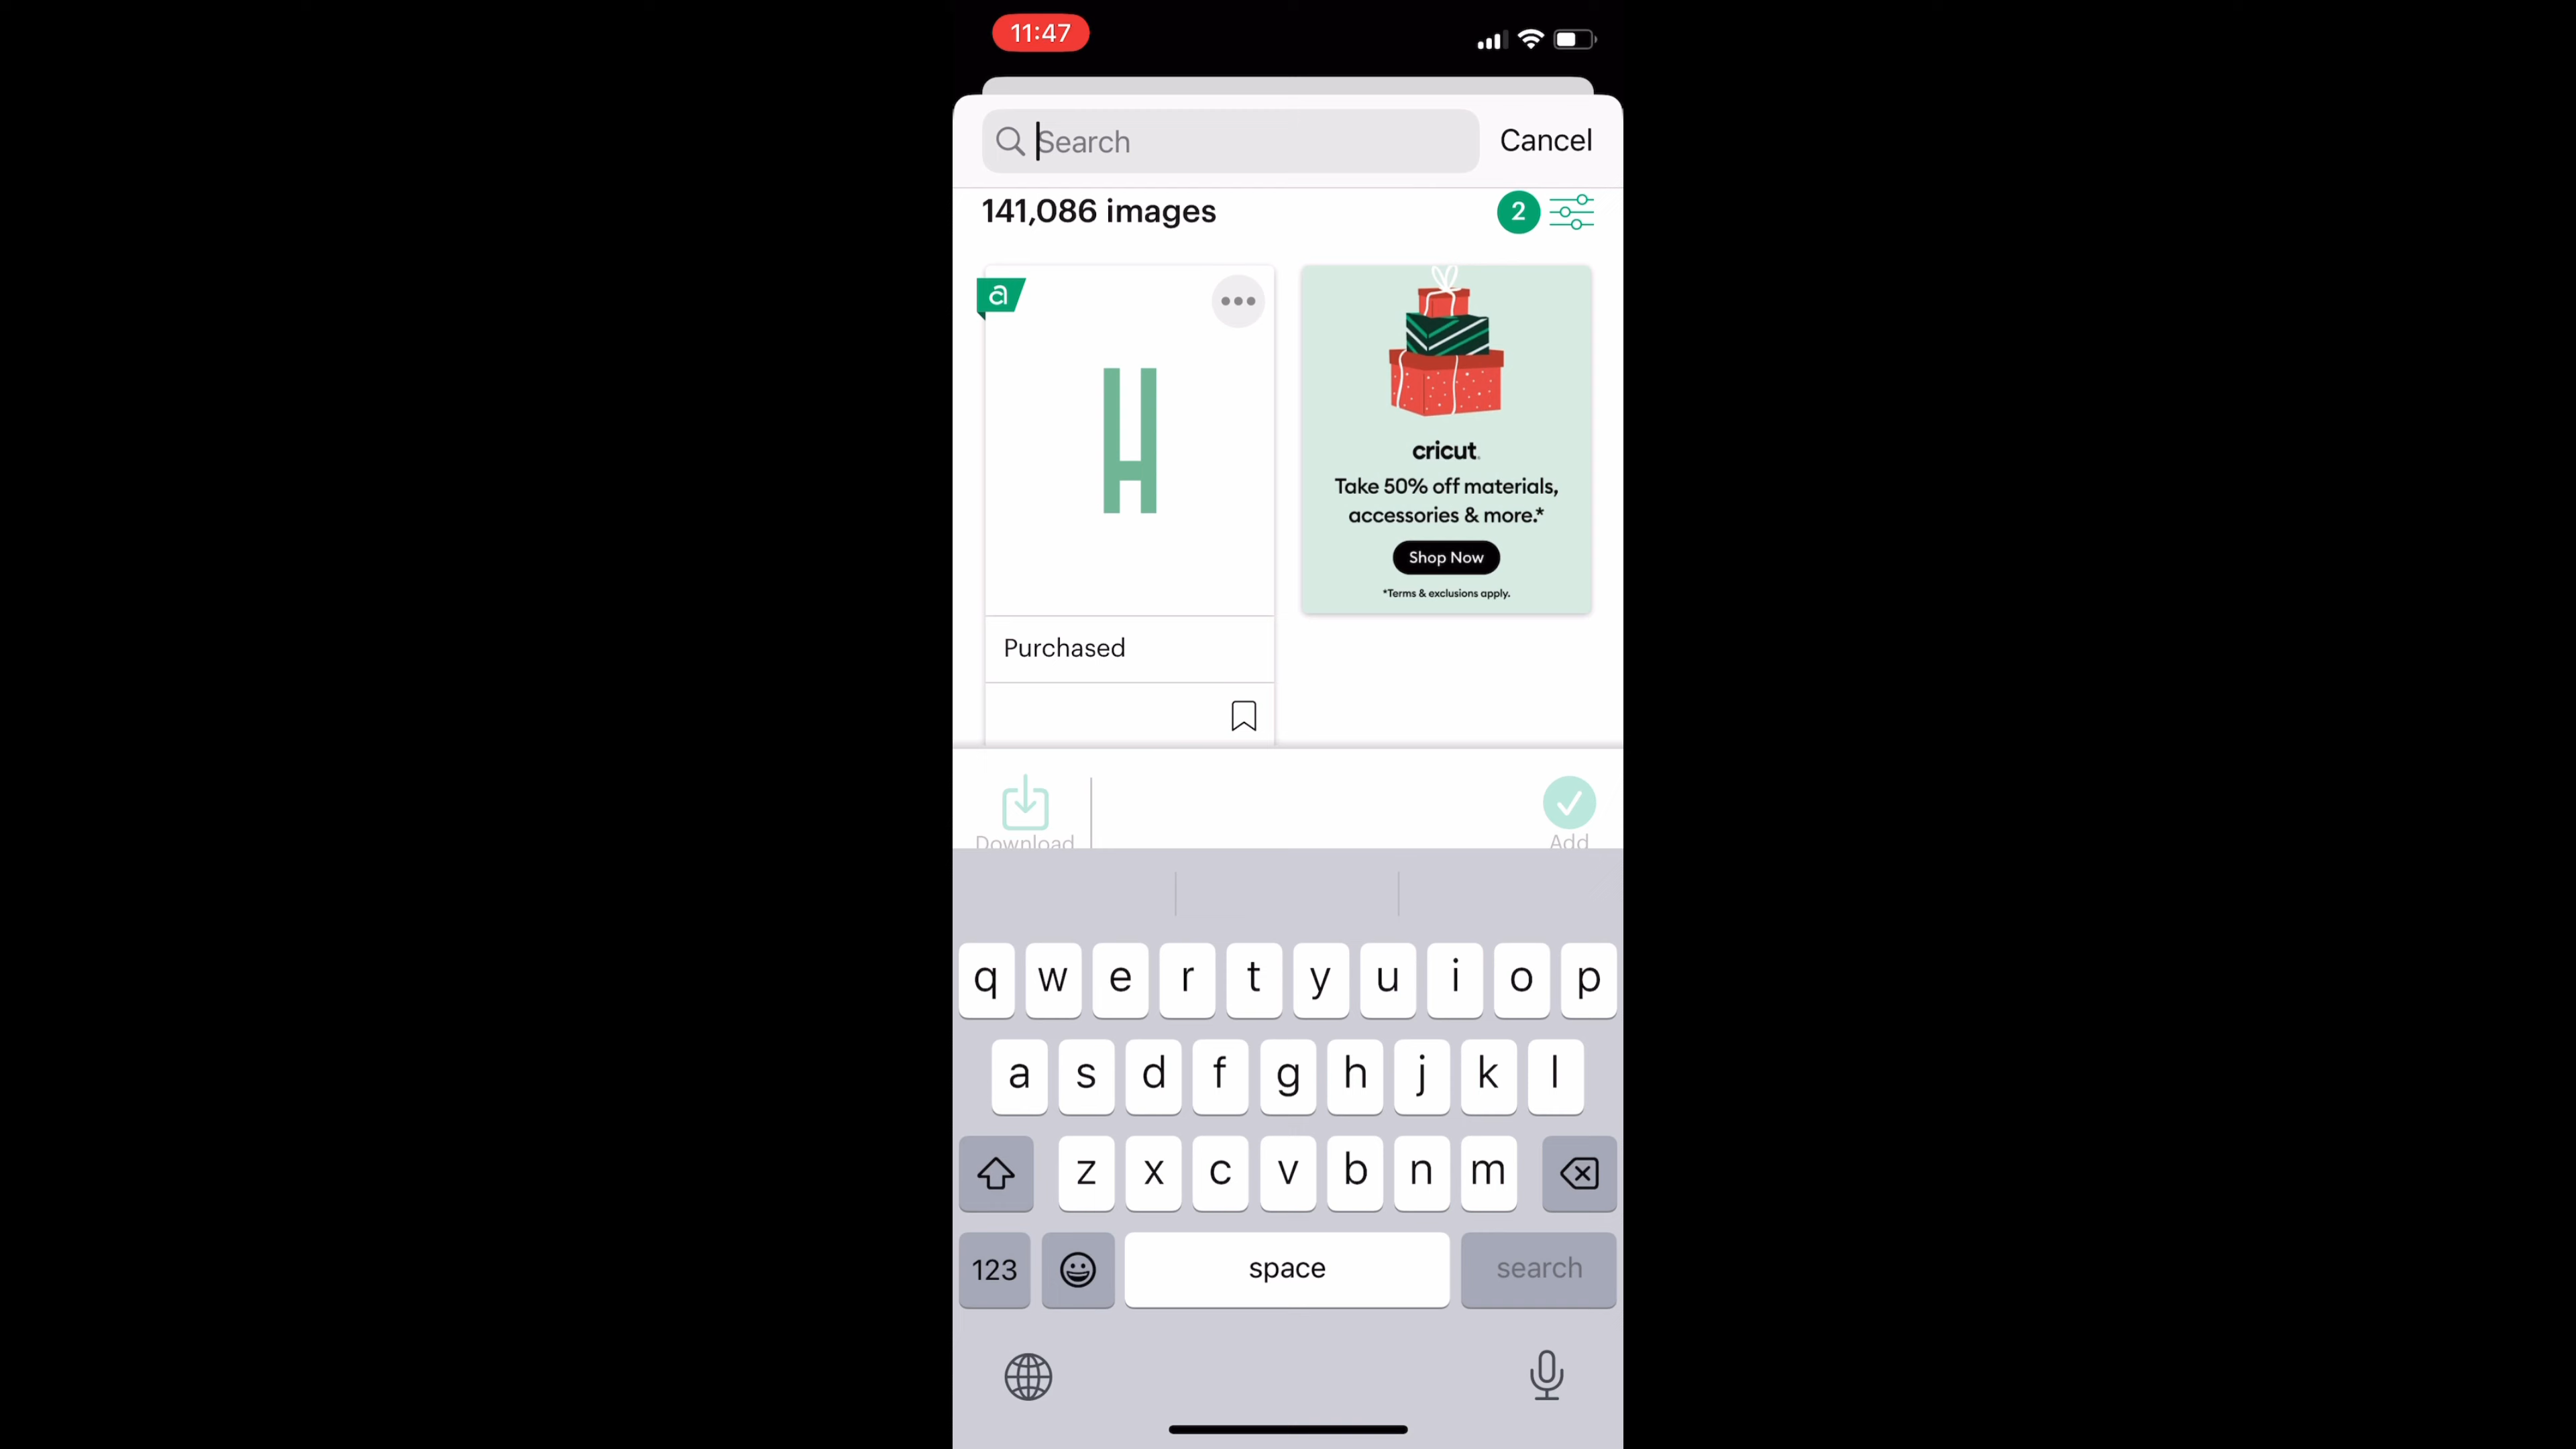 11:47
Search
Cancel
141,086 images
2
a
H
cricut.
Take 50% off materials,
accessories & more.*
Shop Now
*Terms & exclusions apply.
Purchased
Download
Add
q w e r t y u i o p
a s d f g h j k l
z x c v b n m
123
space
search